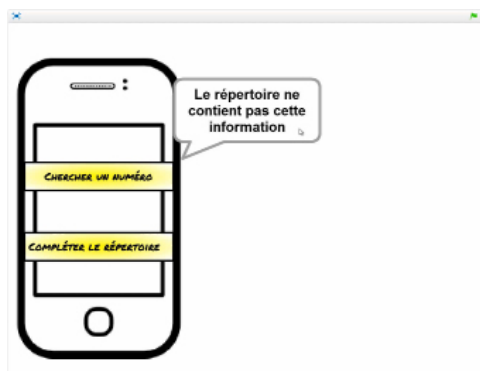 Le répertoire ne
contient pas cette
information
CHERCHER UN NUMÉRO
COMPLÉTER LE RÉPERTOIRE